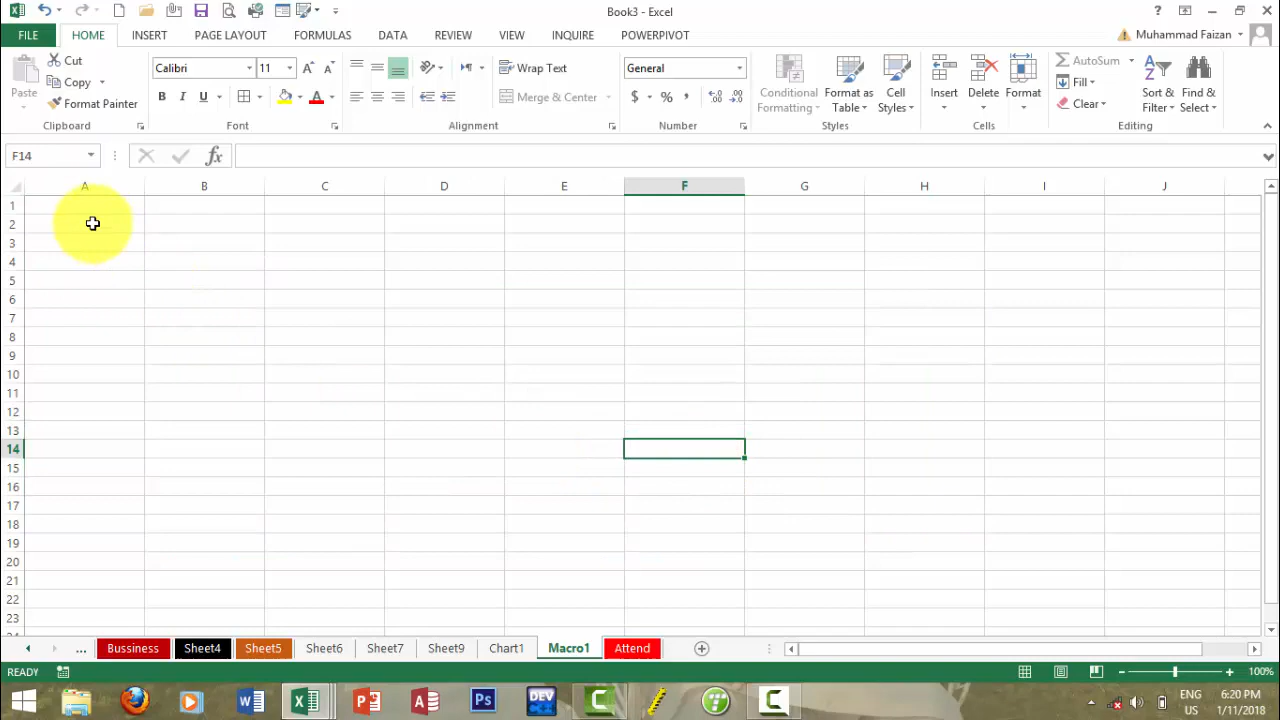 Book3 - Excel
FILE HOME INSERT PAGE LAYOUT FORMULAS DATA REVIEW VIEW INQUIRE POWERPIVOT Muhammad Faizan
Paste Cut Copy Format Painter
Clipboard
Calibri 11
B I U A
Font
Wrap Text
Merge & Center
Alignment
General
$ % ,
Number
Conditional Formatting
Format as Table
Cell Styles
Styles
Insert Delete Format
Cells
AutoSum
Fill
Clear
Sort & Filter
Find & Select
Editing
F14 fx
A B C D E F G H I J
1
2
3
4
5
6
7
8
9
10
11
12
13
14
15
16
17
18
19
20
21
22
23
... Bussiness Sheet4 Sheet5 Sheet6 Sheet7 Sheet9 Chart1 Macro1 Attend
READY 100%
ENG 6:20 PM
US 1/11/2018